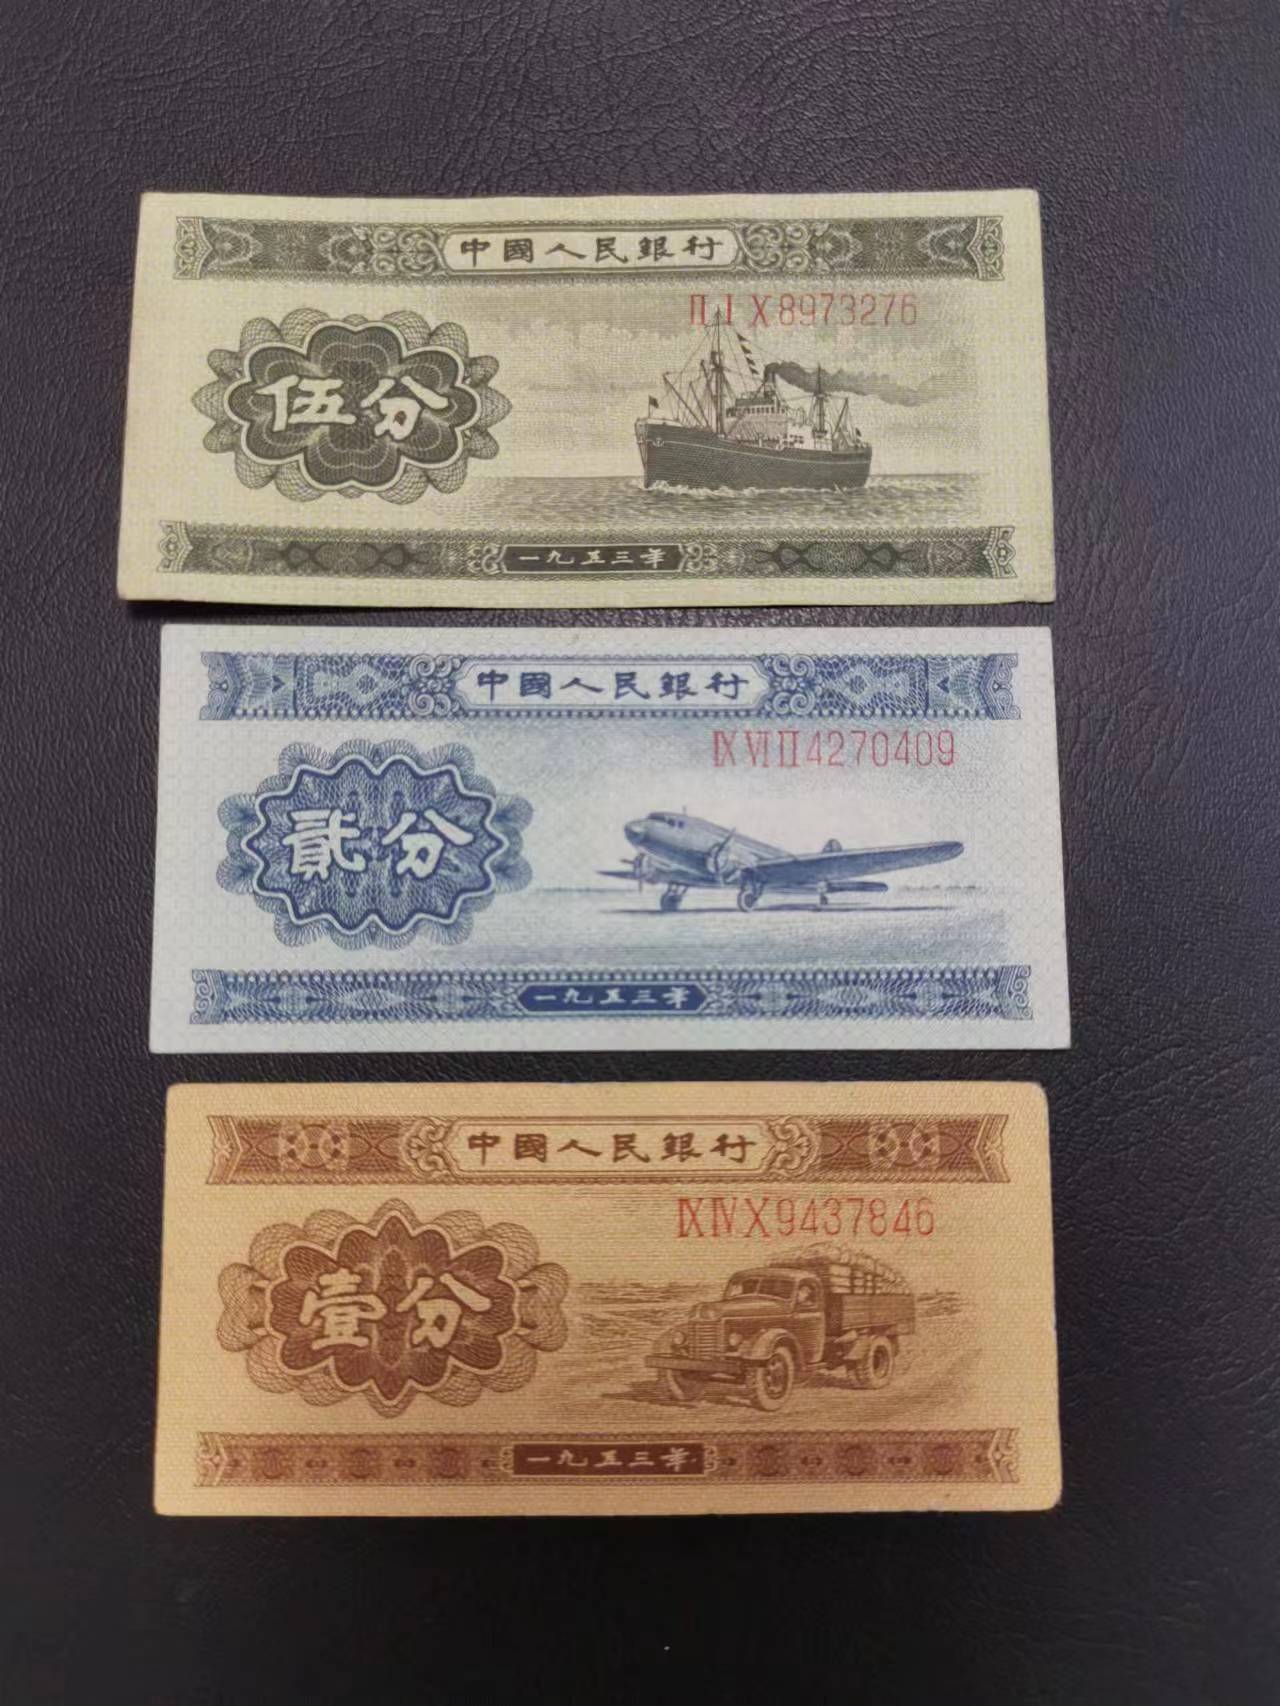 中國人民銀行
ⅡⅠⅩ8973276
伍分
一九五三年
中國人民銀行
ⅨⅥⅡ4270409
貳分
一九五三年
中國人民銀行
ⅨⅣⅩ9437846
壹分
一九五三年